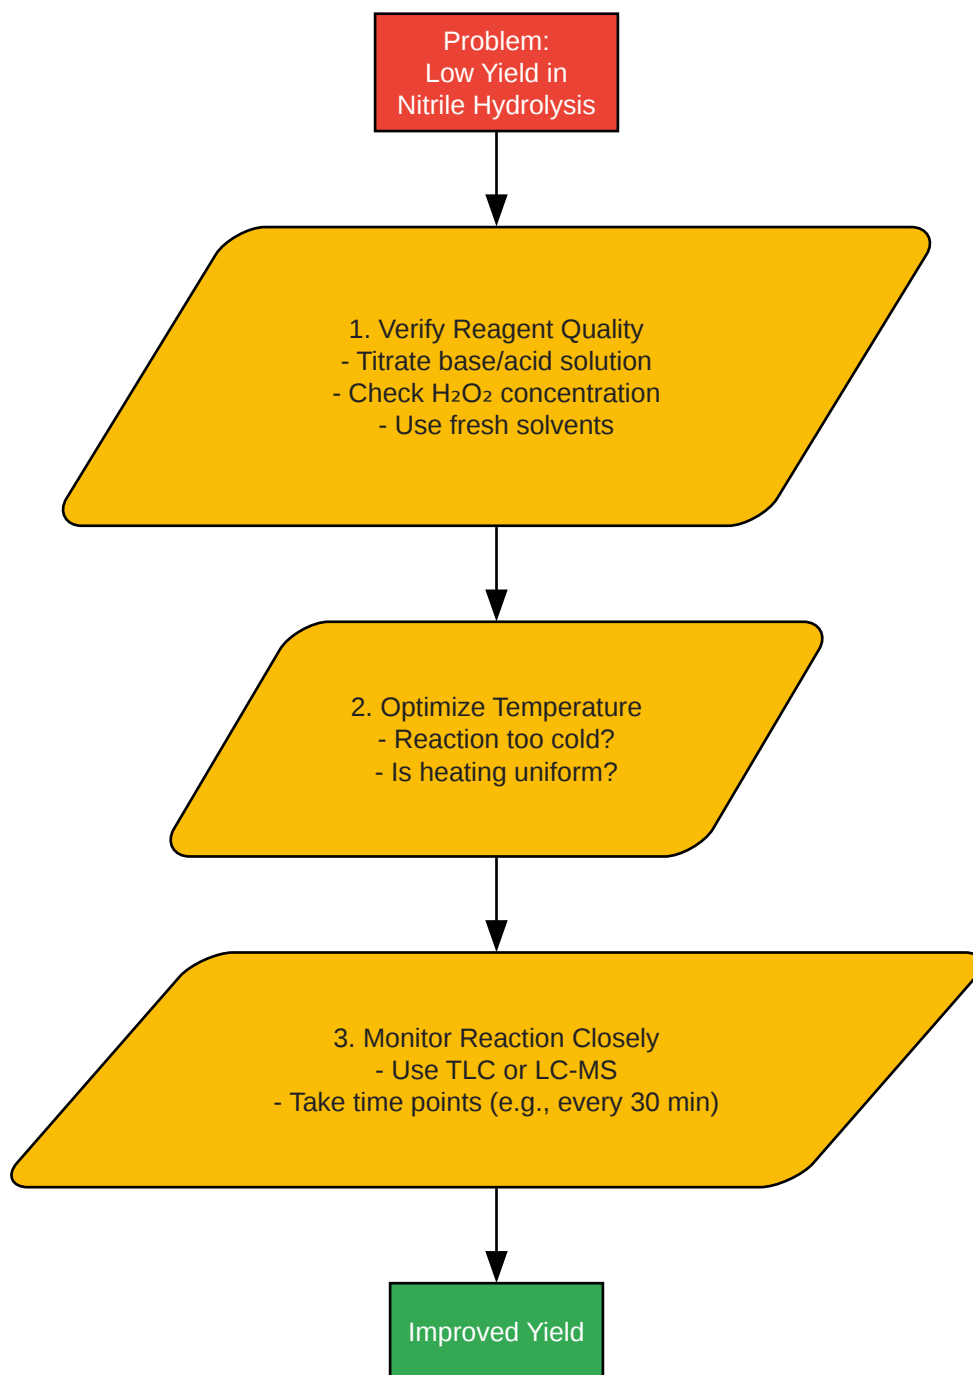 Problem:
Low Yield in
Nitrile Hydrolysis
1. Verify Reagent Quality
- Titrate base/acid solution
- Check H₂O₂ concentration
- Use fresh solvents
2. Optimize Temperature
- Reaction too cold?
- Is heating uniform?
3. Monitor Reaction Closely
- Use TLC or LC-MS
- Take time points (e.g., every 30 min)
Improved Yield